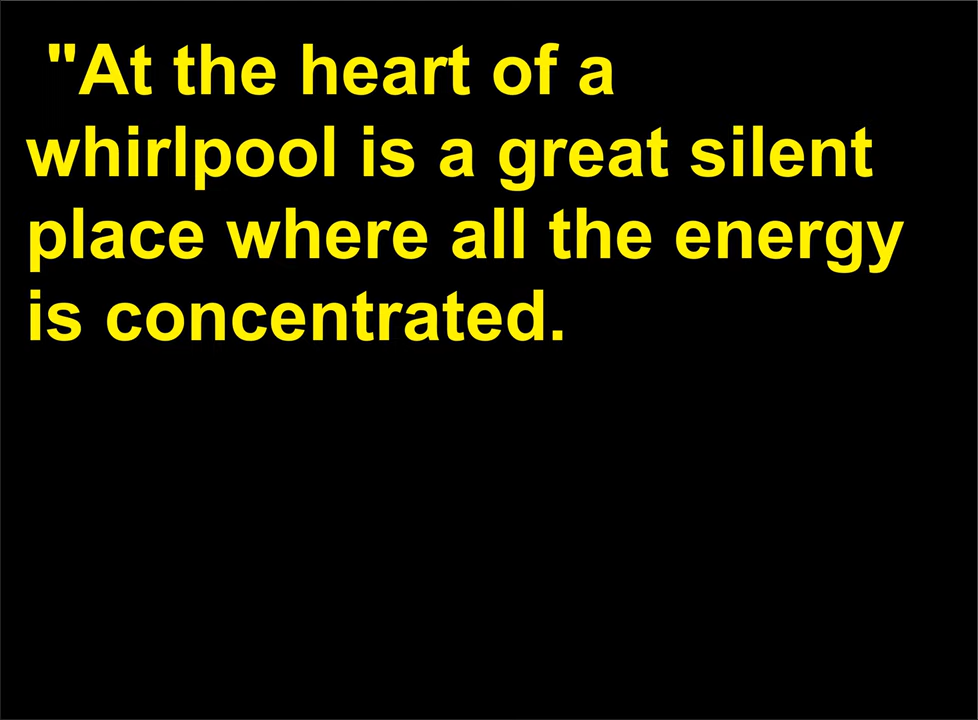 "At the heart of a
whirlpool is a great silent
place where all the energy
is concentrated.